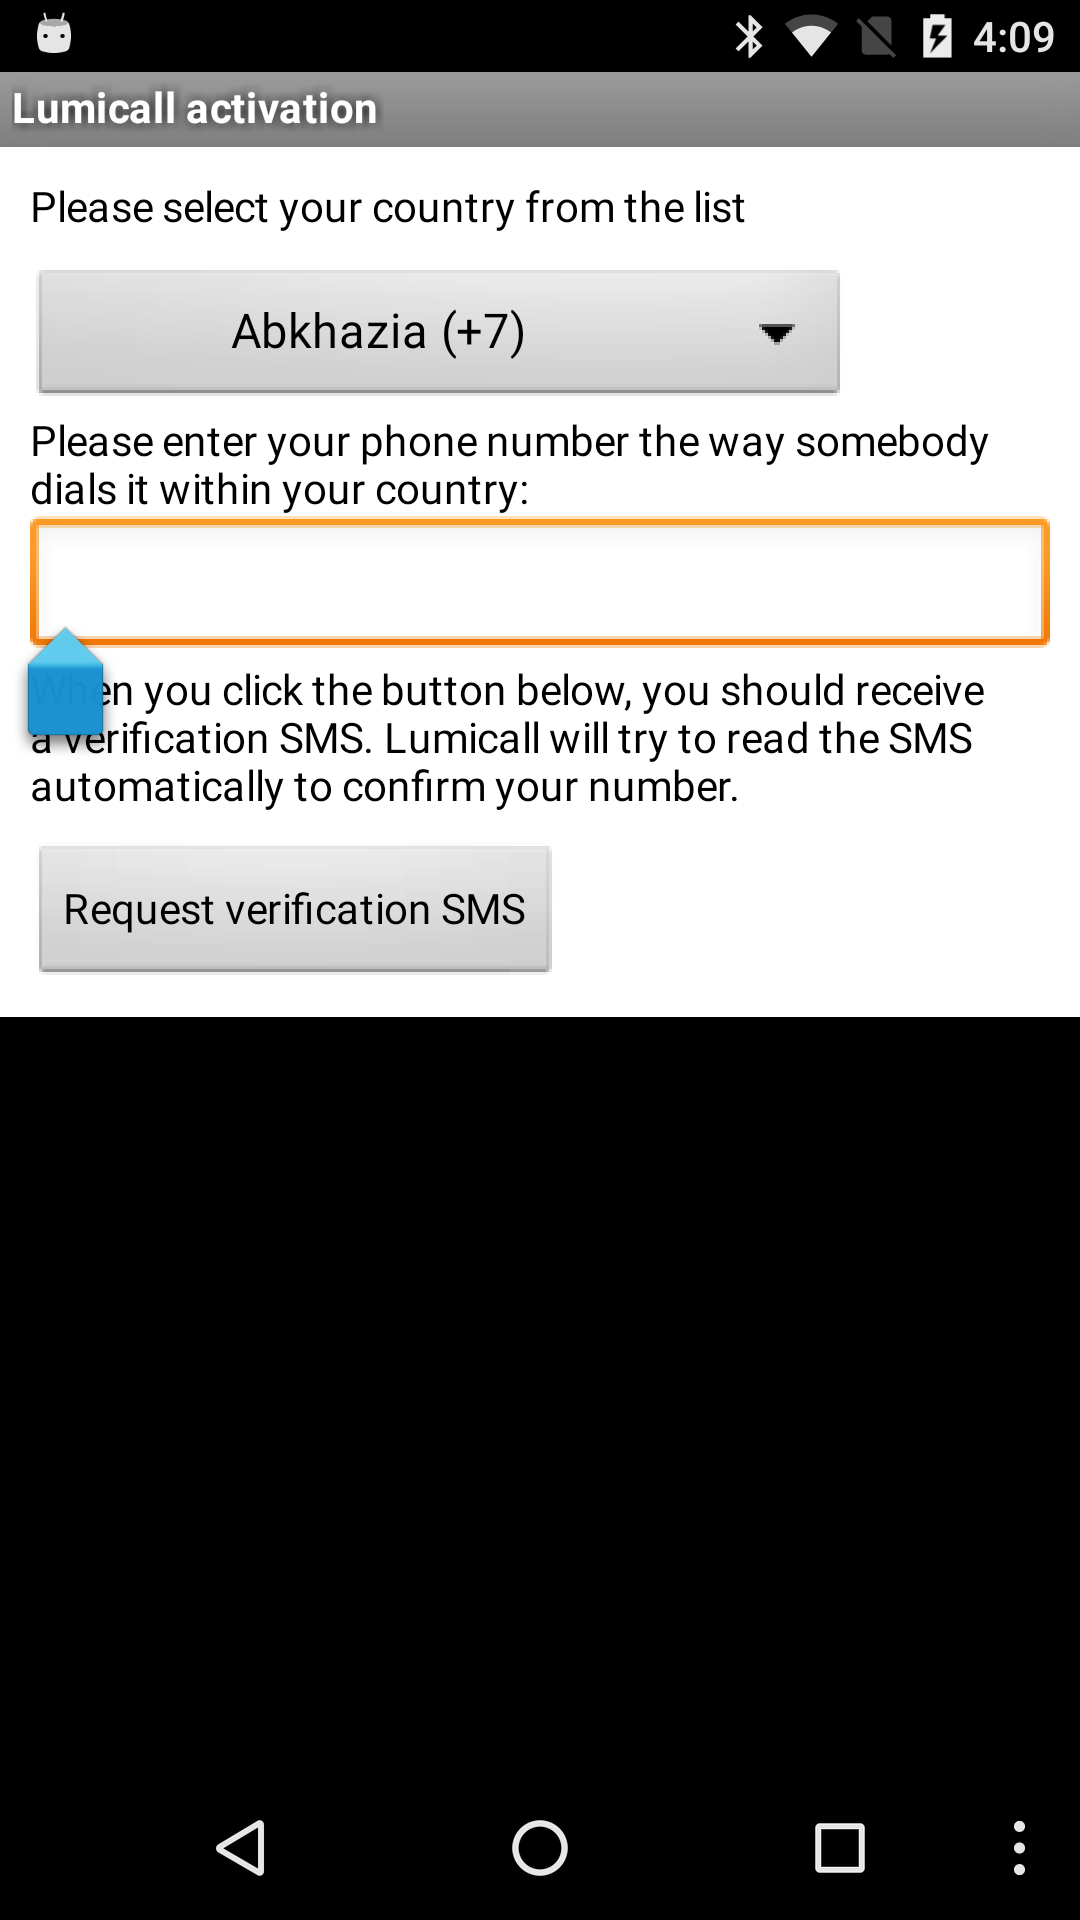 4:09
Lumicall activation
Please select your country from the list
Abkhazia (+7)
Please enter your phone number the way somebody
dials it within your country:
When you click the button below, you should receive
a verification SMS. Lumicall will try to read the SMS
automatically to confirm your number.
Request verification SMS